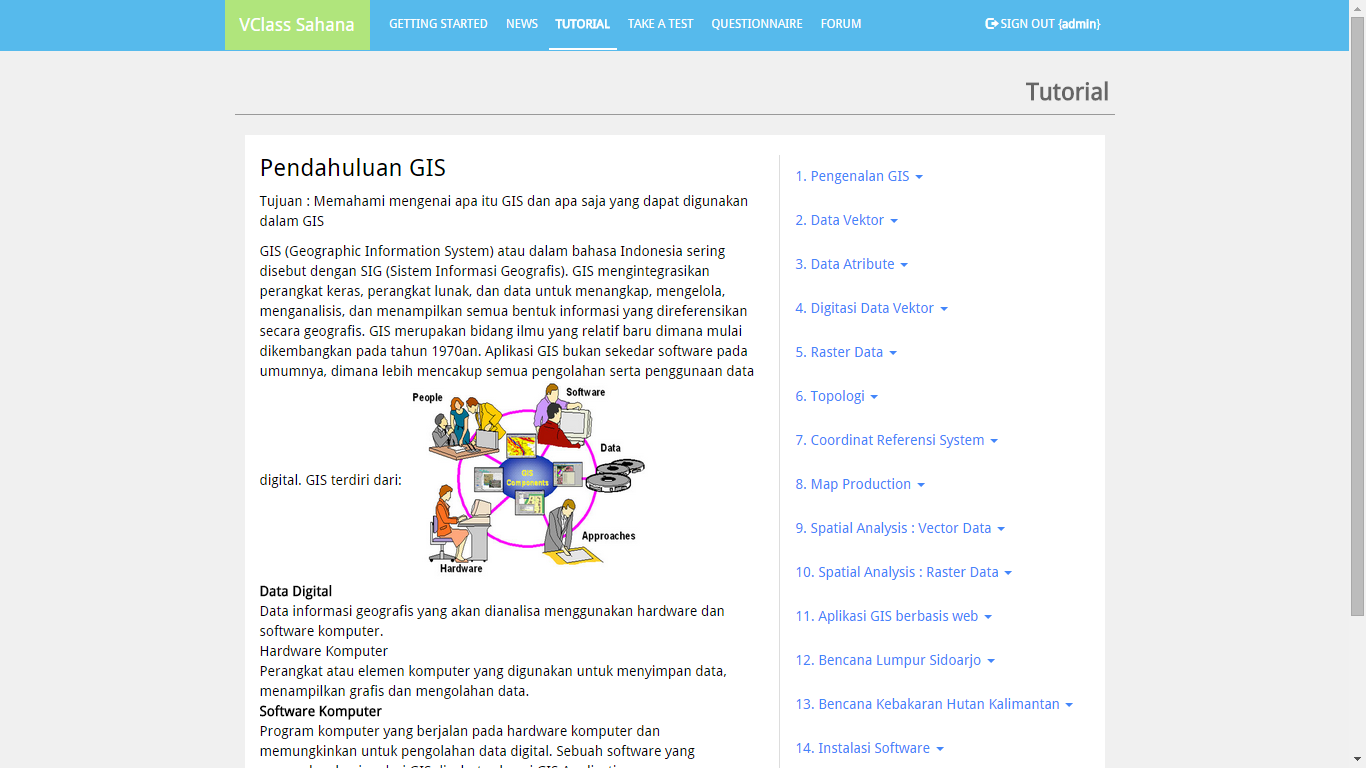 VClass Sahana
GETTING STARTED
NEWS
TUTORIAL
TAKE A TEST
QUESTIONNAIRE
FORUM
SIGN OUT {admin}
Tutorial
Pendahuluan GIS
Tujuan : Memahami mengenai apa itu GIS dan apa saja yang dapat digunakan
dalam GIS
GIS (Geographic Information System) atau dalam bahasa Indonesia sering
disebut dengan SIG (Sistem Informasi Geografis). GIS mengintegrasikan
perangkat keras, perangkat lunak, dan data untuk menangkap, mengelola,
menganalisis, dan menampilkan semua bentuk informasi yang direferensikan
secara geografis. GIS merupakan bidang ilmu yang relatif baru dimana mulai
dikembangkan pada tahun 1970an. Aplikasi GIS bukan sekedar software pada
umumnya, dimana lebih mencakup semua pengolahan serta penggunaan data
digital. GIS terdiri dari:
People
Software
Data
GIS
Components
Approaches
Hardware
Data Digital
Data informasi geografis yang akan dianalisa menggunakan hardware dan
software komputer.
Hardware Komputer
Perangkat atau elemen komputer yang digunakan untuk menyimpan data,
menampilkan grafis dan mengolahan data.
Software Komputer
Program komputer yang berjalan pada hardware komputer dan
memungkinkan untuk pengolahan data digital. Sebuah software yang
1. Pengenalan GIS
2. Data Vektor
3. Data Atribute
4. Digitasi Data Vektor
5. Raster Data
6. Topologi
7. Coordinat Referensi System
8. Map Production
9. Spatial Analysis : Vector Data
10. Spatial Analysis : Raster Data
11. Aplikasi GIS berbasis web
12. Bencana Lumpur Sidoarjo
13. Bencana Kebakaran Hutan Kalimantan
14. Instalasi Software